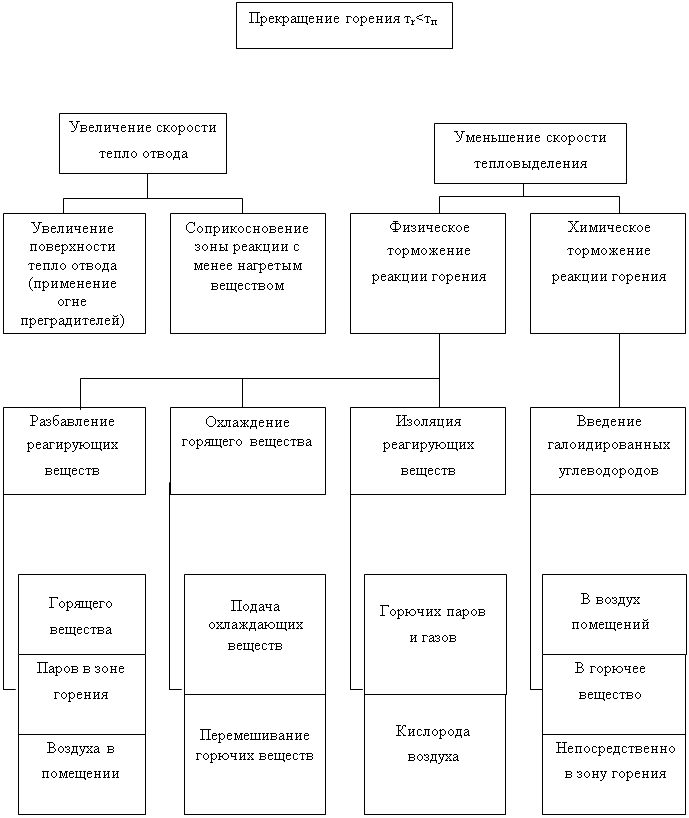 Прекращение горения τг<τп
Увеличение скорости
тепло отвода
Уменьшение скорости
тепловыделения
Увеличение
поверхности
тепло отвода
(применение
огне
преградителей)
Соприкосновение
зоны реакции с
менее нагретым
веществом
Физическое
торможение
реакции горения
Химическое
торможение
реакции горения
Разбавление
реагирующих
веществ
Охлаждение
горящего вещества
Изоляция
реагирующих
веществ
Введение
галоидированных
углеводородов
Горящего
вещества
Паров в зоне
горения
Воздуха в
помещении
Подача
охлаждающих
веществ
Перемешивание
горючих веществ
Горючих паров
и газов
Кислорода
воздуха
В воздух
помещений
В горючее
вещество
Непосредственно
в зону горения